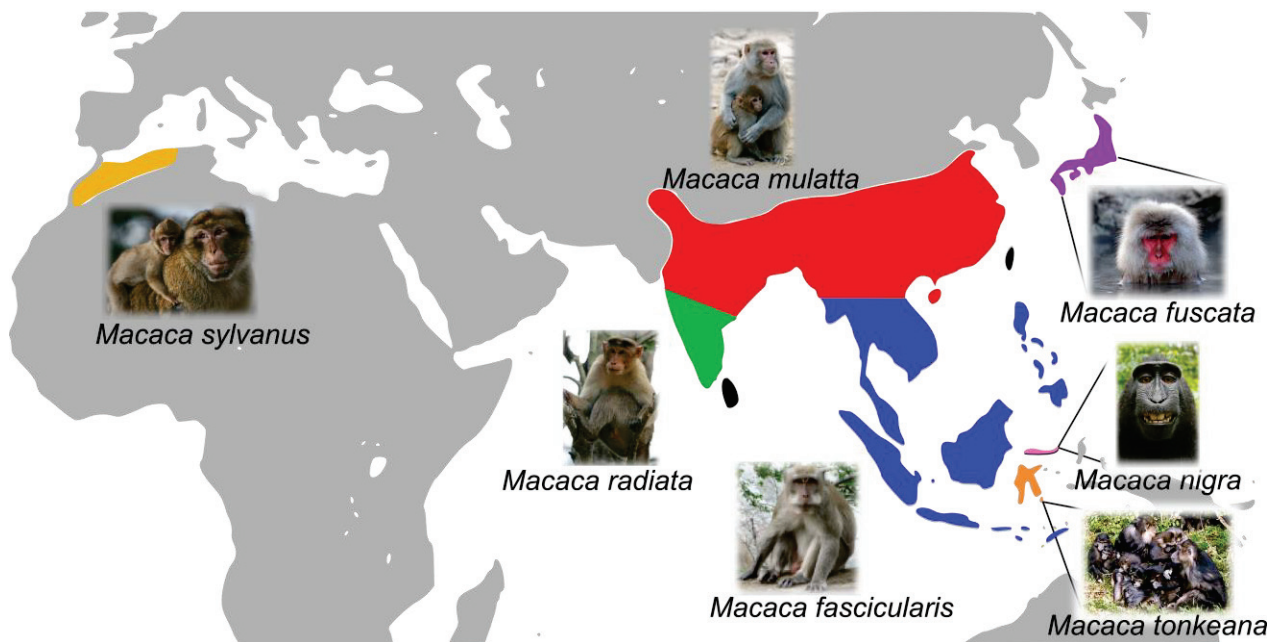 Macaca mulatta
Macaca fuscata
Macaca sylvanus
Macaca radiata
Macaca nigra
Macaca fascicularis
Macaca tonkeana